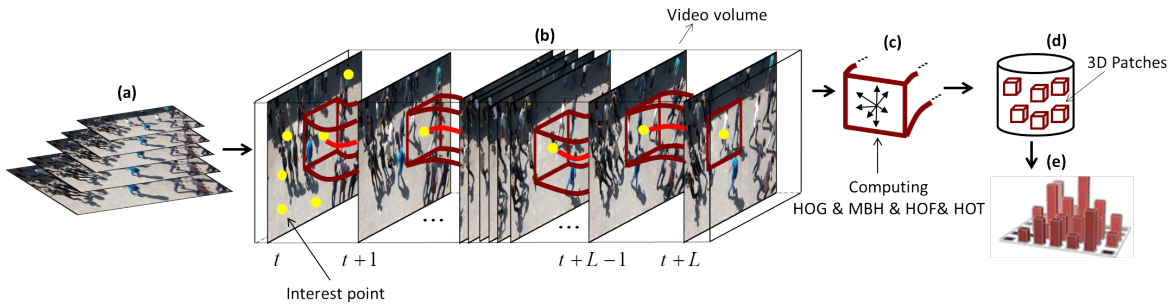 Video volume
(a)
(b)
(c)
(d)
3D Patches
(e)
Computing
HOG & MBH & HOF& HOT
...
...
t
t + 1
t + L − 1
t + L
Interest point